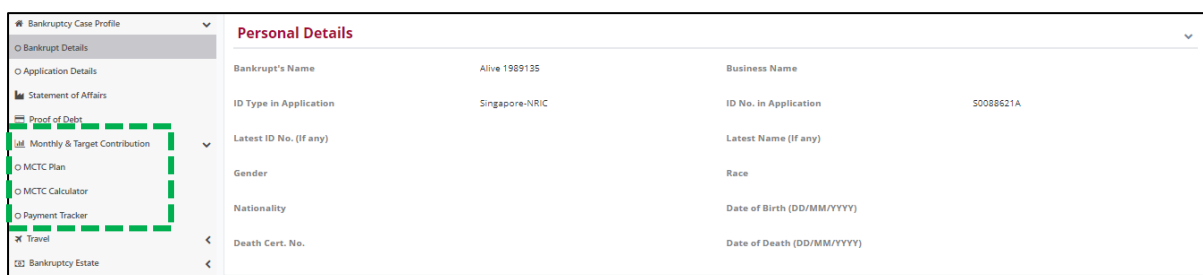 Bankruptcy Case Profile
Bankrupt Details
Application Details
Statement of Affairs
Proof of Debt
Monthly & Target Contribution
MCTC Plan
MCTC Calculator
Payment Tracker
Travel
Bankruptcy Estate
Personal Details
Bankrupt's Name Alive 1989135 Business Name
ID Type in Application Singapore-NRIC ID No. in Application S0088621A
Latest ID No. (If any) Latest Name (If any)
Gender Race
Nationality Date of Birth (DD/MM/YYYY)
Death Cert. No. Date of Death (DD/MM/YYYY)